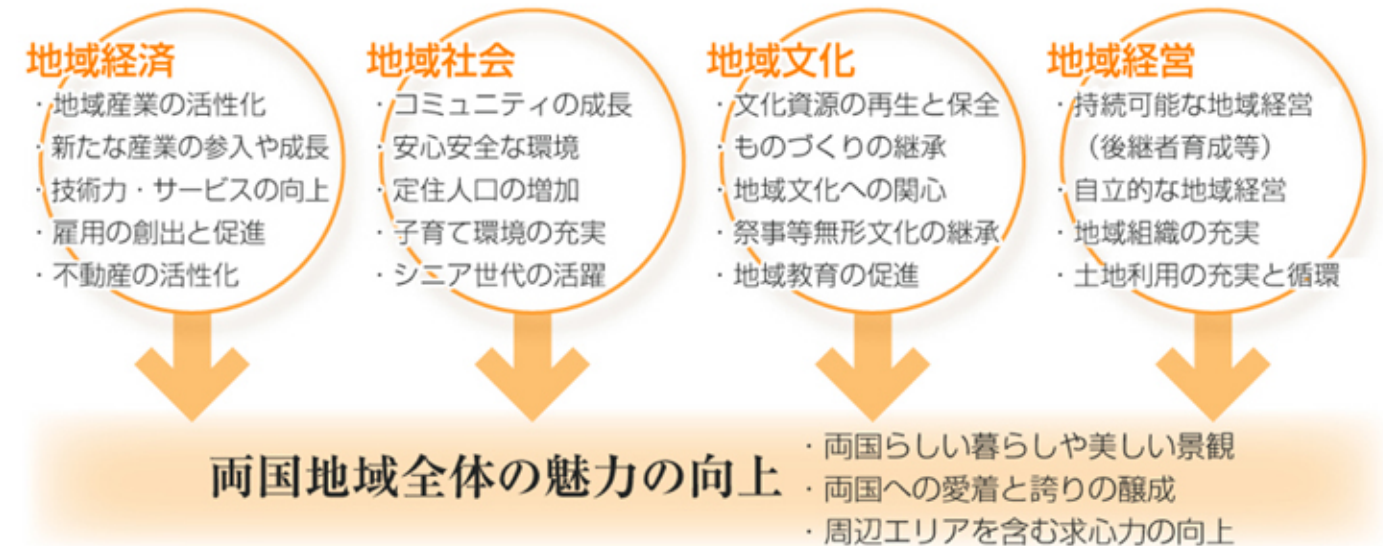 地域経済
・地域産業の活性化
・新たな産業の参入や成長
・技術力・サービスの向上
・雇用の創出と促進
・不動産の活性化
地域社会
・コミュニティの成長
・安心安全な環境
・定住人口の増加
・子育て環境の充実
・シニア世代の活躍
地域文化
・文化資源の再生と保全
・ものづくりの継承
・地域文化への関心
・祭事等無形文化の継承
・地域教育の促進
地域経営
・持続可能な地域経営
（後継者育成等）
・自立的な地域経営
・地域組織の充実
・土地利用の充実と循環
両国地域全体の魅力の向上
・両国らしい暮らしや美しい景観
・両国への愛着と誇りの醸成
・周辺エリアを含む求心力の向上